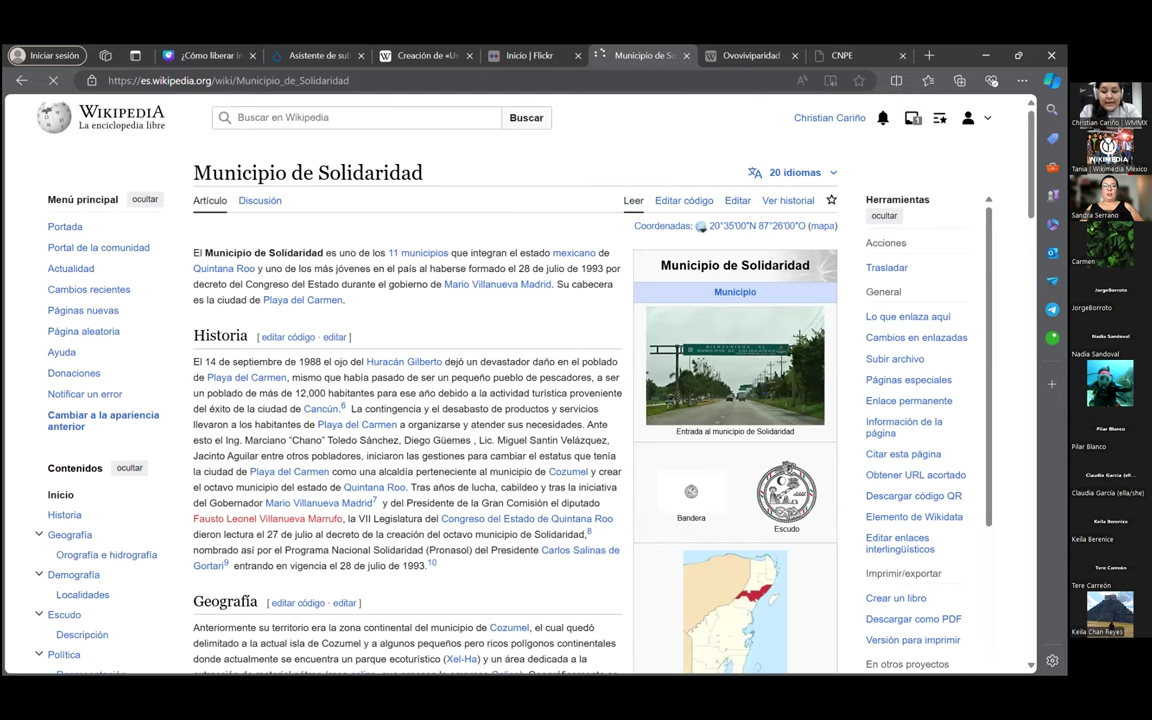 Iniciar sesión
¿Cómo liberar in
Asistente de sub
Creación de «Us
Inicio | Flickr
Municipio de So
Ovoviviparidad
CNPE
https://es.wikipedia.org/wiki/Municipio_de_Solidaridad
WIKIPEDIA
La enciclopedia libre
Buscar en Wikipedia
Buscar
Christian Cariño
Municipio de Solidaridad
20 idiomas
Artículo
Discusión
Leer
Editar código
Editar
Ver historial
Coordenadas: 20°35′00″N 87°26′00″O (mapa)
Menú principal
ocultar
Portada
Portal de la comunidad
Actualidad
Cambios recientes
Páginas nuevas
Página aleatoria
Ayuda
Donaciones
Notificar un error
Cambiar a la apariencia
anterior
Contenidos
ocultar
Inicio
Historia
Geografía
Orografía e hidrografía
Demografía
Localidades
Escudo
Descripción
Política
El Municipio de Solidaridad es uno de los 11 municipios que integran el estado mexicano de
Quintana Roo y uno de los más jóvenes en el país al haberse formado el 28 de julio de 1993 por
decreto del Congreso del Estado durante el gobierno de Mario Villanueva Madrid. Su cabecera
es la ciudad de Playa del Carmen.
Historia [ editar código · editar ]
El 14 de septiembre de 1988 el ojo del Huracán Gilberto dejó un devastador daño en el poblado
de Playa del Carmen, mismo que había pasado de ser un pequeño pueblo de pescadores, a ser
un poblado de más de 12,000 habitantes para ese año debido a la actividad turística proveniente
del éxito de la ciudad de Cancún.6 La contingencia y el desabasto de productos y servicios
llevaron a los habitantes de Playa del Carmen a organizarse y atender sus necesidades. Ante
esto el Ing. Marciano "Chano" Toledo Sánchez, Diego Güemes , Lic. Miguel Santin Velázquez,
Jacinto Aguilar entre otros pobladores, iniciaron las gestiones para cambiar el estatus que tenía
la ciudad de Playa del Carmen como una alcaldía perteneciente al municipio de Cozumel y crear
el octavo municipio del estado de Quintana Roo. Tras años de lucha, cabildeo y tras la iniciativa
del Gobernador Mario Villanueva Madrid7 y del Presidente de la Gran Comisión el diputado
Fausto Leonel Villanueva Marrufo, la VII Legislatura del Congreso del Estado de Quintana Roo
dieron lectura el 27 de julio al decreto de la creación del octavo municipio de Solidaridad,8
nombrado así por el Programa Nacional Solidaridad (Pronasol) del Presidente Carlos Salinas de
Gortari9 entrando en vigencia el 28 de julio de 1993.10
Geografía [ editar código · editar ]
Anteriormente su territorio era la zona continental del municipio de Cozumel, el cual quedó
delimitado a la actual isla de Cozumel y a algunos pequeños pero ricos polígonos continentales
donde actualmente se encuentra un parque ecoturístico (Xel-Ha) y un área dedicada a la
Municipio de Solidaridad
Municipio
Entrada al municipio de Solidaridad
Bandera
Escudo
Herramientas
ocultar
Acciones
Trasladar
General
Lo que enlaza aquí
Cambios en enlazadas
Subir archivo
Páginas especiales
Enlace permanente
Información de la
página
Citar esta página
Obtener URL acortado
Descargar código QR
Elemento de Wikidata
Editar enlaces
interlingüísticos
Imprimir/exportar
Crear un libro
Descargar como PDF
Versión para imprimir
En otros proyectos
Christian Cariño | WMMX
WIKIMEDIA
Tania | Wikimedia México
Sandra Serrano
Carmen
JorgeBorroto
JorgeBorroto
Nadia Sandoval
Nadia Sandoval
Pilar Blanco
Pilar Blanco
Claudia García (ell...
Claudia García (ella/she)
Keila Berenice
Keila Berenice
Tere Carreón
Tere Carreón
Keila Chan Reyes